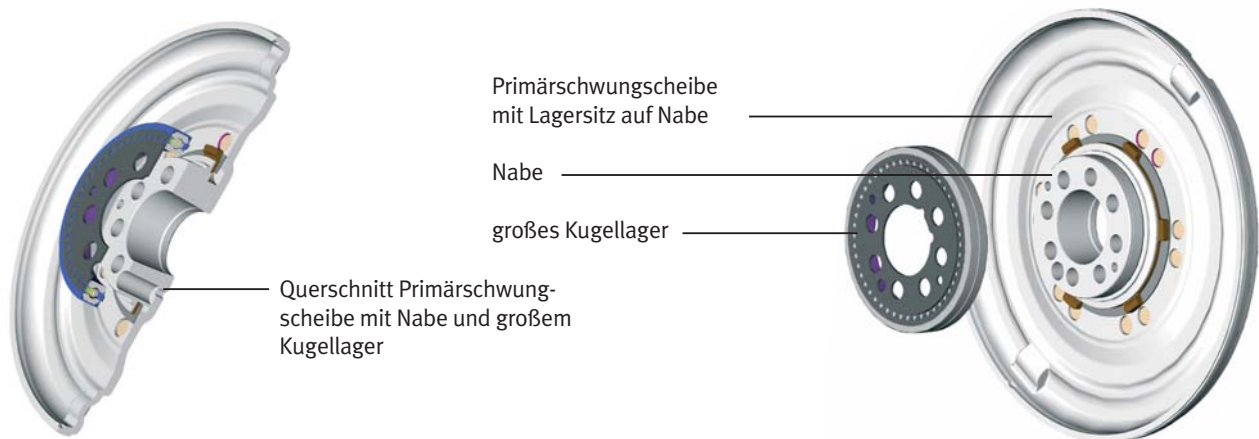 Primärschwungscheibe
mit Lagersitz auf Nabe
Nabe
großes Kugellager
Querschnitt Primärschwung-
scheibe mit Nabe und großem
Kugellager